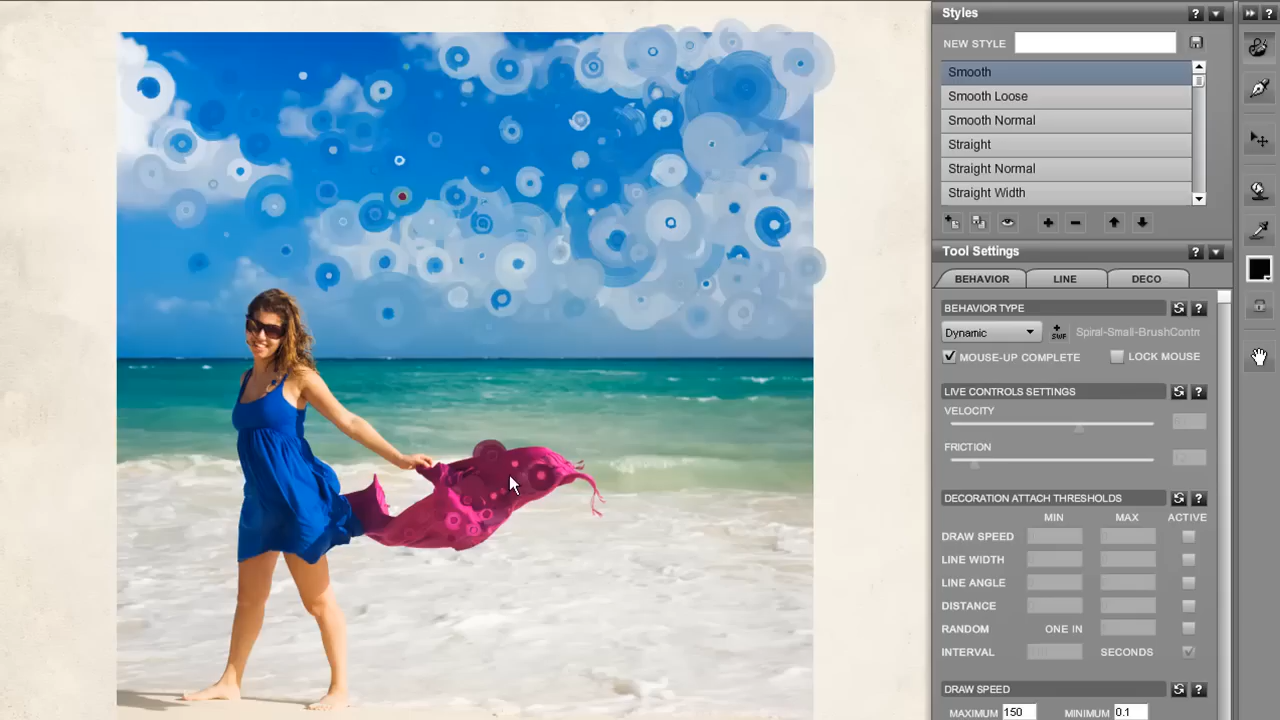 Styles ?
NEW STYLE
Smooth
Smooth Loose
Smooth Normal
Straight
Straight Normal
Straight Width
Tool Settings ?
BEHAVIOR LINE DECO
BEHAVIOR TYPE ?
Dynamic + SWF Spiral-Small-BrushContr
MOUSE-UP COMPLETE LOCK MOUSE
LIVE CONTROLS SETTINGS ?
VELOCITY
FRICTION
DECORATION ATTACH THRESHOLDS ?
MIN MAX ACTIVE
DRAW SPEED
LINE WIDTH
LINE ANGLE
DISTANCE
RANDOM ONE IN
INTERVAL SECONDS
DRAW SPEED ?
MAXIMUM 150 MINIMUM 0.1
?